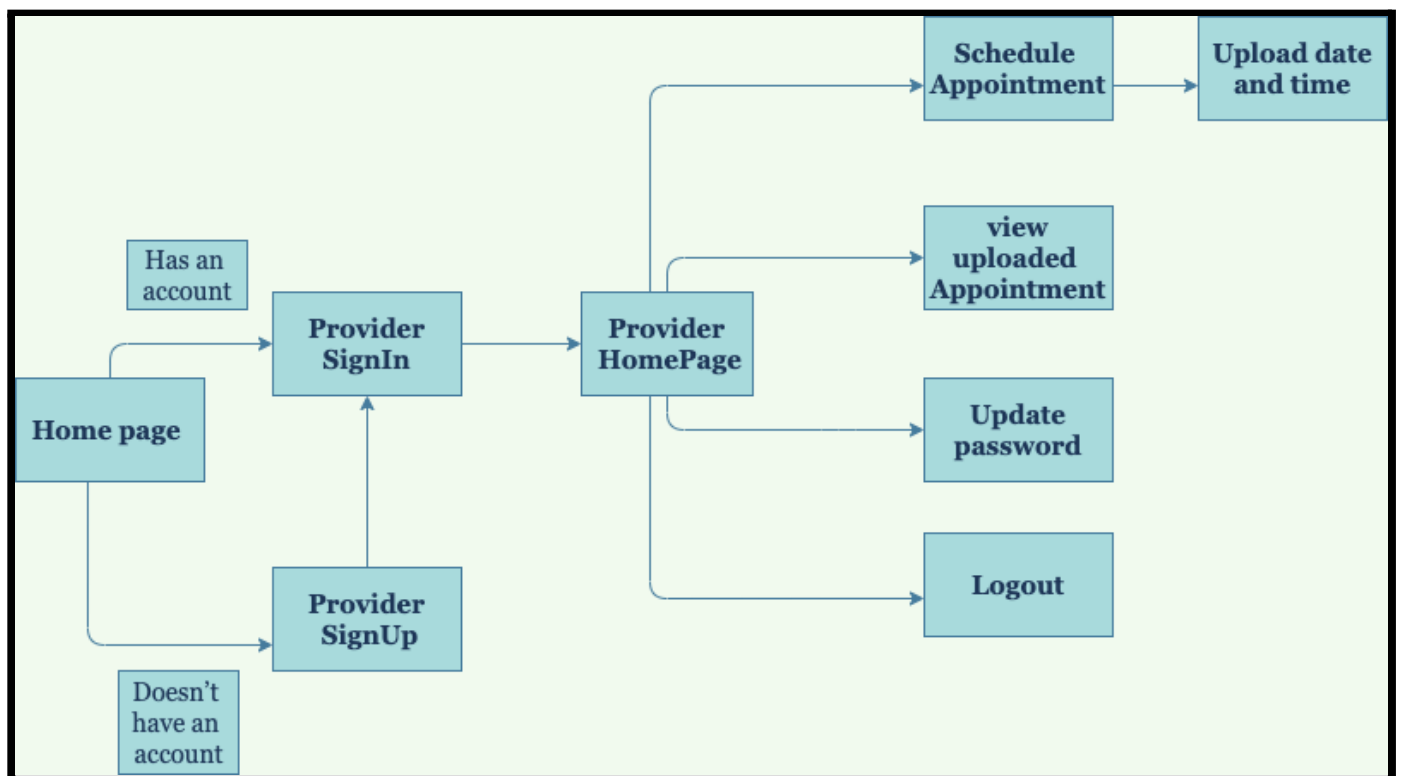 Schedule
Appointment
Upload date
and time
view
uploaded
Appointment
Has an
account
Provider
SignIn
Provider
HomePage
Home page
Update
password
Provider
SignUp
Logout
Doesn't
have an
account